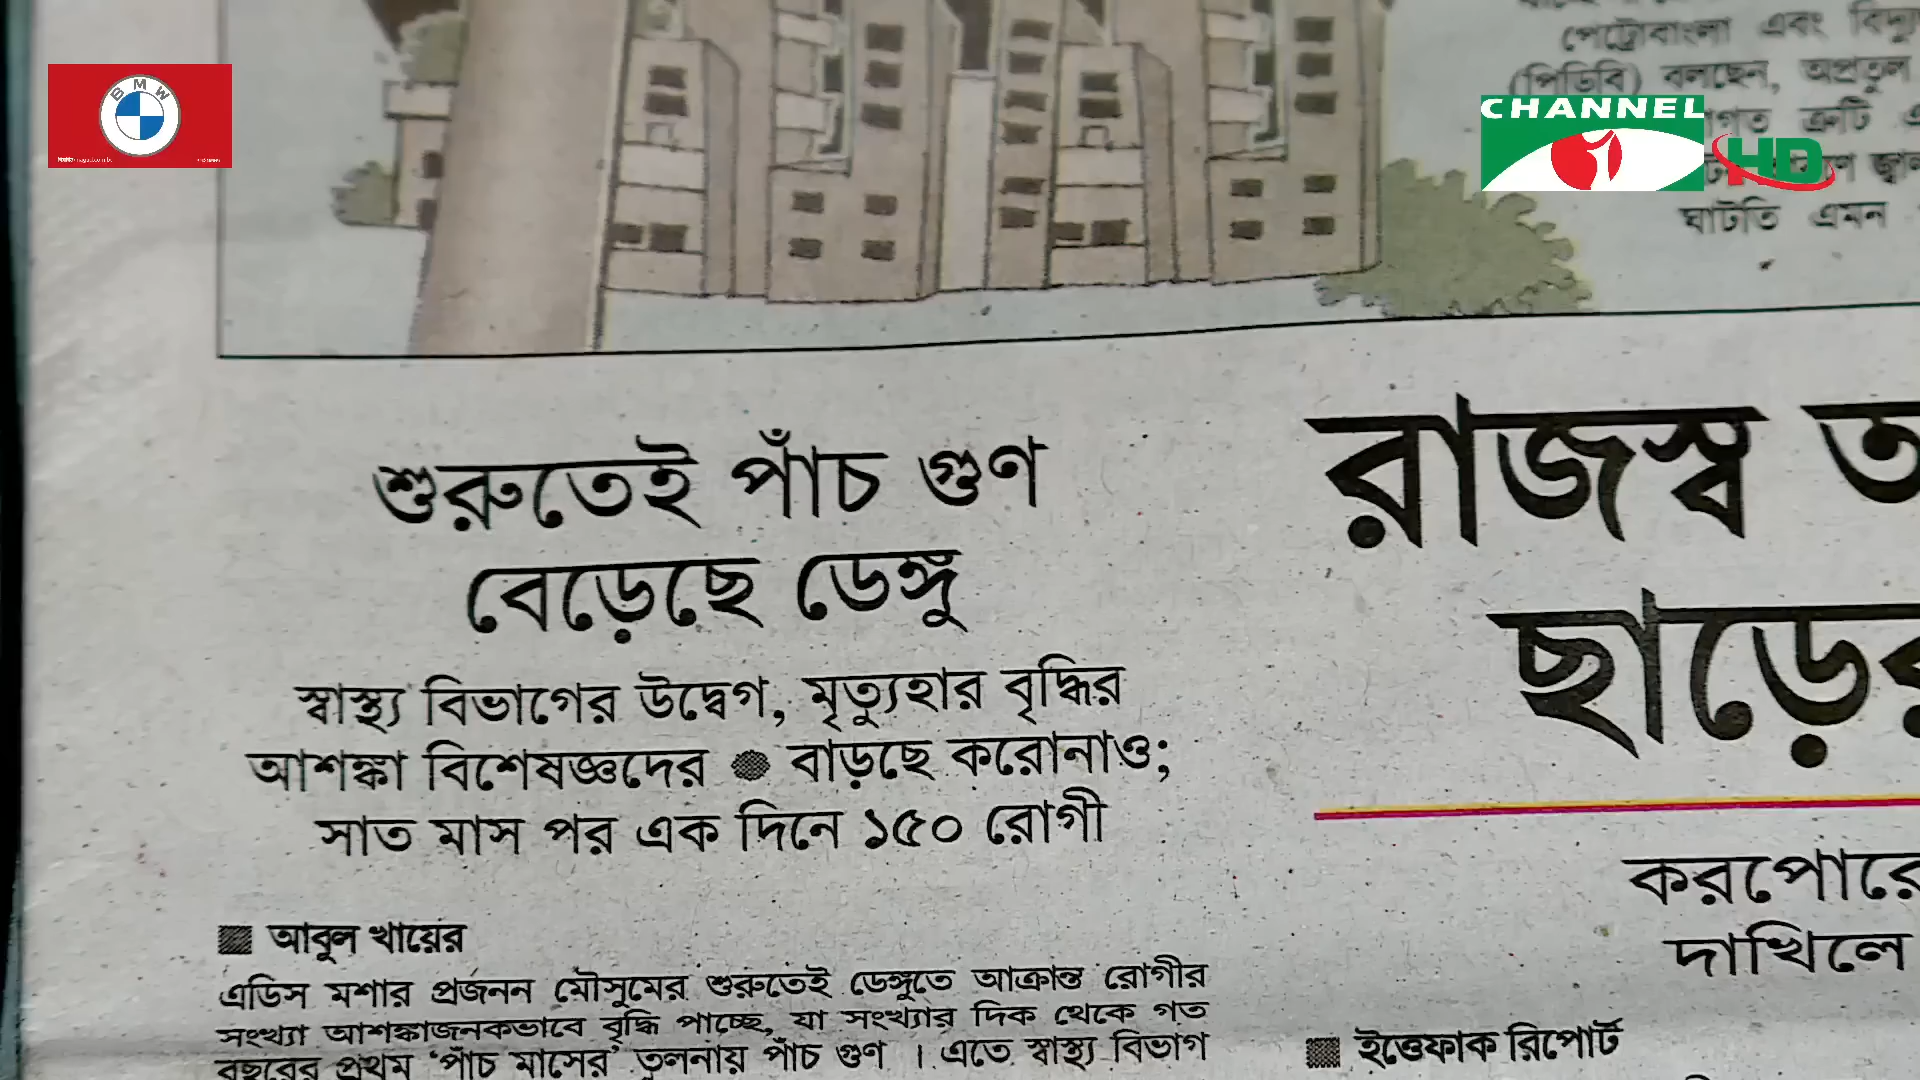 BMW
CHANNEL
HD
পেট্রোবাংলা এবং
(পিডিবি) বলছেন, অপ্রতুল
ত্রুটি
ঘাটতি এমন
শুরুতেই পাঁচ গুণ
বেড়েছে ডেঙ্গু
স্বাস্থ্য বিভাগের উদ্বেগ, মৃত্যুহার বৃদ্ধির
আশঙ্কা বিশেষজ্ঞদের ● বাড়ছে করোনাও;
সাত মাস পর এক দিনে ১৫০ রোগী
■ আবুল খায়ের
এডিস মশার প্রজনন মৌসুমের শুরুতেই ডেঙ্গুতে আক্রান্ত রোগীর
সংখ্যা আশঙ্কাজনকভাবে বৃদ্ধি পাচ্ছে, যা সংখ্যার দিক থেকে গত
বছরের প্রথম ‘পাঁচ মাসের’ তুলনায় পাঁচ গুণ । এতে স্বাস্থ্য বিভাগ
রাজস্ব
ছাড়ের
করপোরে
দাখিলে
■ ইত্তেফাক রিপোর্ট